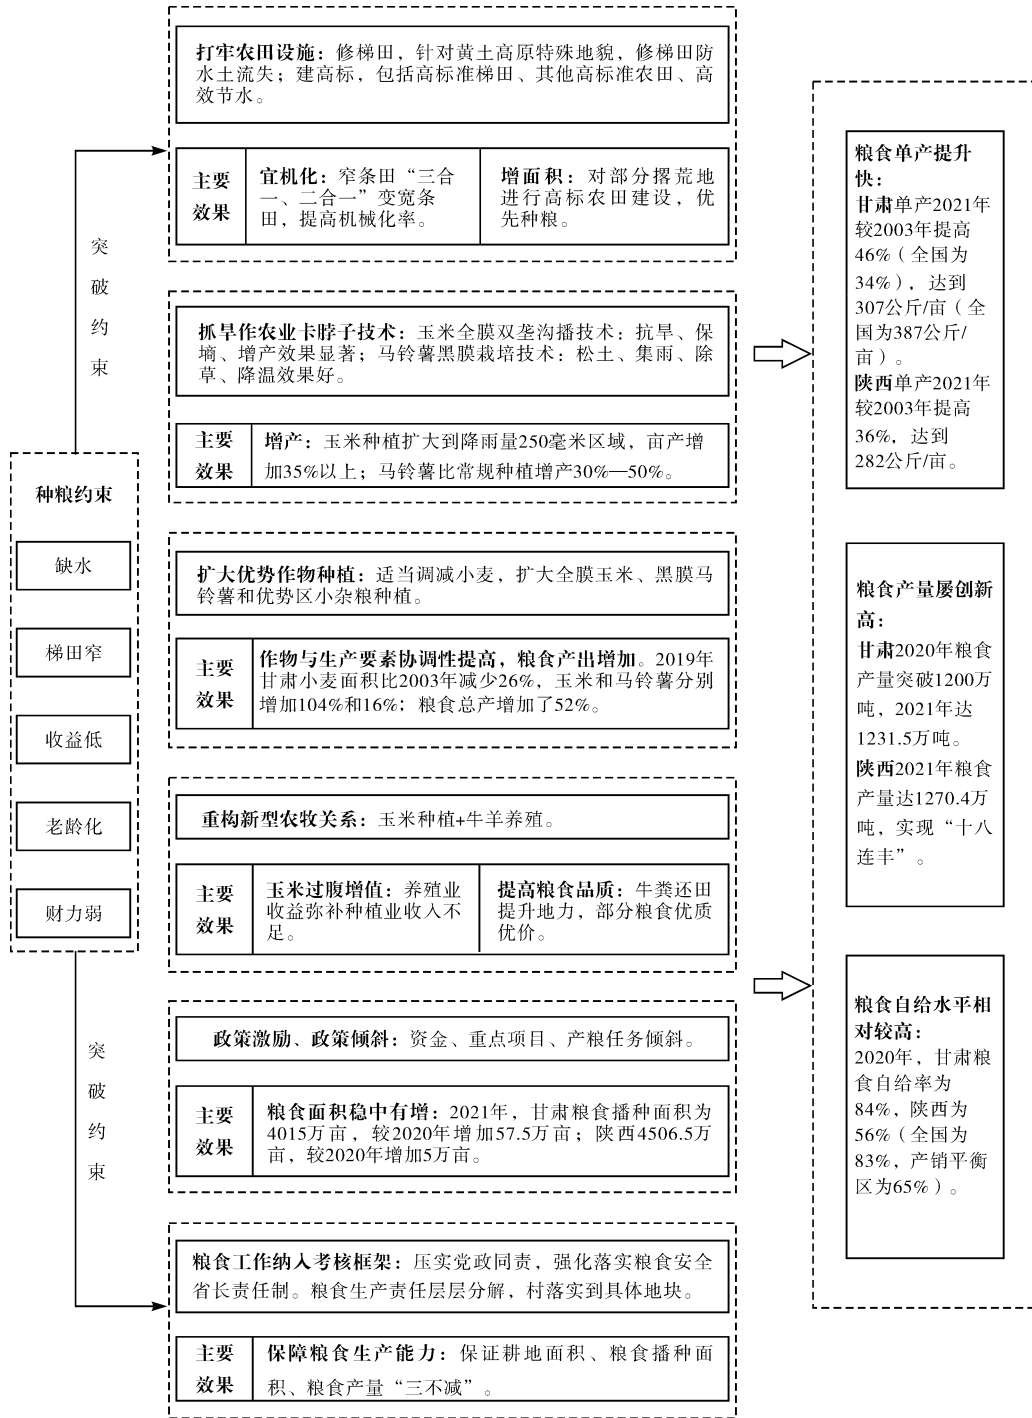 打牢农田设施：修梯田，针对黄土高原特殊地貌，修梯田防
水土流失；建高标，包括高标准梯田、其他高标准农田、高
效节水。
主要
效果
宜机化：窄条田“三合
一、二合一”变宽条
田，提高机械化率。
增面积：对部分撂荒地
进行高标农田建设，优
先种粮。
突
破
约
束
抓旱作农业卡脖子技术：玉米全膜双垄沟播技术：抗旱、保
墒、增产效果显著；马铃薯黑膜栽培技术：松土、集雨、除
草、降温效果好。
主要
效果
增产：玉米种植扩大到降雨量250毫米区域，亩产增
加35%以上；马铃薯比常规种植增产30%—50%。
种粮约束
缺水
梯田窄
收益低
老龄化
财力弱
扩大优势作物种植：适当调减小麦，扩大全膜玉米、黑膜马
铃薯和优势区小杂粮种植。
主要
效果
作物与生产要素协调性提高，粮食产出增加。2019年
甘肃小麦面积比2003年减少26%，玉米和马铃薯分别
增加104%和16%；粮食总产增加了52%。
重构新型农牧关系：玉米种植+牛羊养殖。
主要
效果
玉米过腹增值：养殖业
收益弥补种植业收入不
足。
提高粮食品质：牛粪还田
提升地力，部分粮食优质
优价。
突
破
约
束
政策激励、政策倾斜：资金、重点项目、产粮任务倾斜。
主要
效果
粮食面积稳中有增：2021年，甘肃粮食播种面积为
4015万亩，较2020年增加57.5万亩；陕西4506.5万
亩，较2020年增加5万亩。
粮食工作纳入考核框架：压实党政同责，强化落实粮食安全
省长责任制。粮食生产责任层层分解，村落实到具体地块。
主要
效果
保障粮食生产能力：保证耕地面积、粮食播种面
积、粮食产量“三不减”。
粮食单产提升
快：
甘肃单产2021年
较2003年提高
46%（全国为
34%），达到
307公斤/亩（全
国为387公斤/
亩）。
陕西单产2021年
较2003年提高
36%，达到
282公斤/亩。
粮食产量屡创新
高：
甘肃2020年粮食
产量突破1200万
吨，2021年达
1231.5万吨。
陕西2021年粮食
产量达1270.4万
吨，实现“十八
连丰”。
粮食自给水平相
对较高：
2020年，甘肃粮
食自给率为
84%，陕西为
56%（全国为
83%，产销平衡
区为65%）。